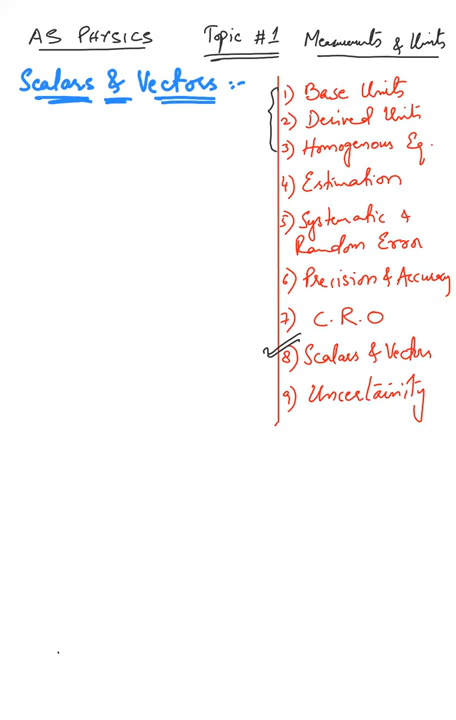 AS PHYSICS Topic #1 Measurments & Units
Scalars & Vectors :-
1) Base Units
2) Derived Units
3) Homogenous Eq.
4) Estimation
5) Systematic &
Random Error
6) Precision & Accuracy
7) C.R.O
8) Scalars & Vectors
9) Uncertainity